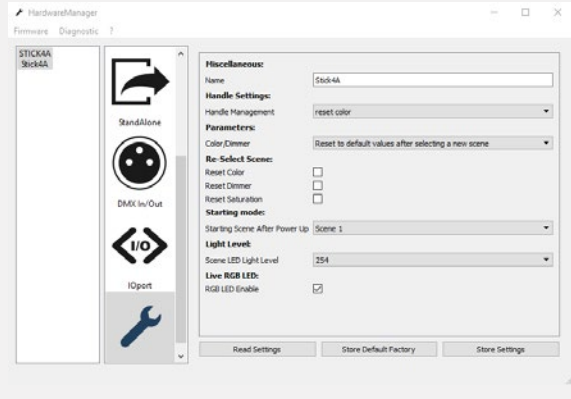 HardwareManager
Firmware Diagnostic ?
STICK4A
Stick4A
StandAlone
DMX In/Out
I/O
IOport
Miscellaneous:
Name Stick4A
Handle Settings:
Handle Management reset color
Parameters:
Color/Dimmer Reset to default values after selecting a new scene
Re-Select Scene:
Reset Color
Reset Dimmer
Reset Saturation
Starting mode:
Starting Scene After Power Up Scene 1
Light Level:
Scene LED Light Level 254
Live RGB LED:
RGB LED Enable
Read Settings Store Default Factory Store Settings